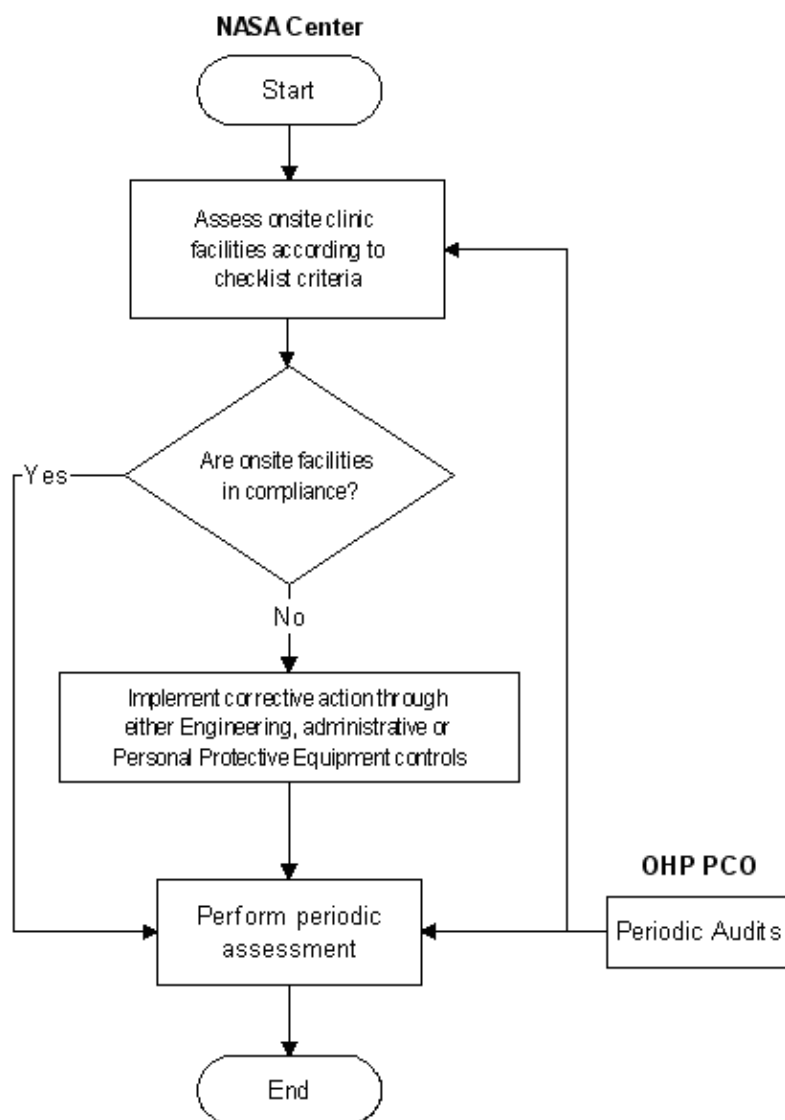 NASA Center
Start
Assess onsite clinic
facilities according to
checklist criteria
Are onsite facilities
in compliance?
Yes
No
Implement corrective action through
either Engineering, administrative or
Personal Protective Equipment controls
OHP PCO
Periodic Audits
Perform periodic
assessment
End